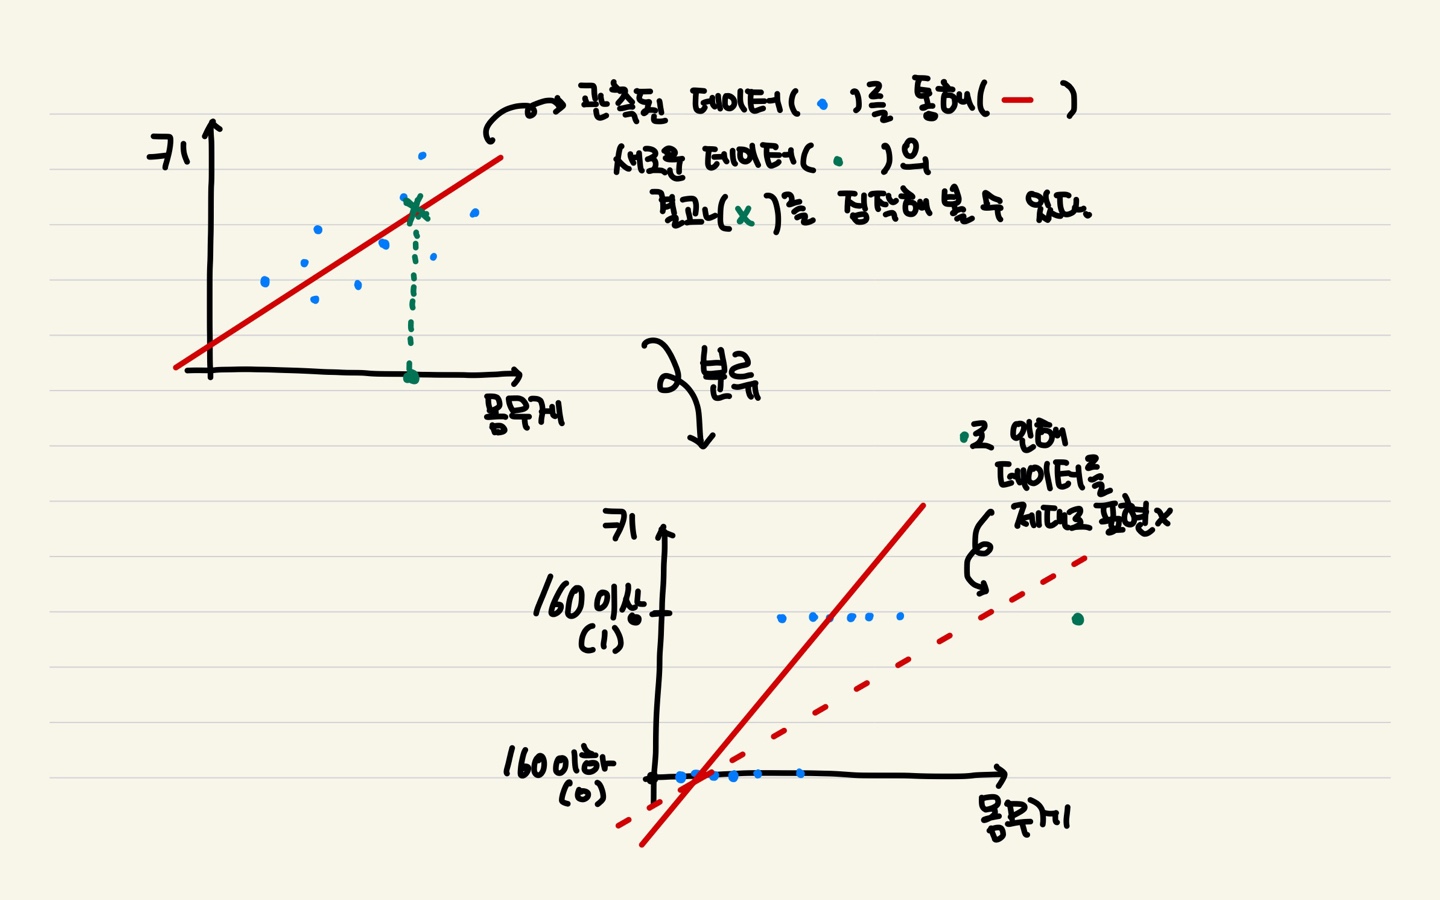 관측된 데이터( • )를 통해( — )
새로운 데이터( • )의
결과(x)를 짐작해 볼 수 있다.
키
몸무게
분류
•로 인해
데이터를
제대로 표현x
키
160 이상
(1)
160 이하
(0)
몸무게